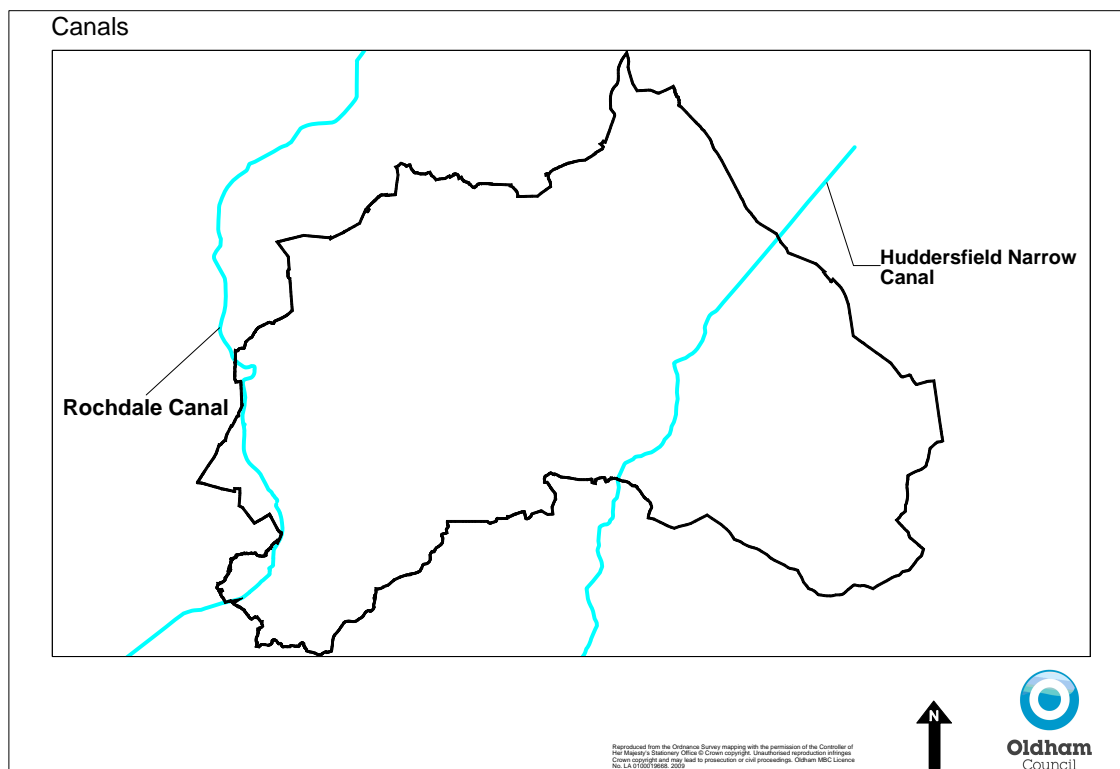 Canals
Huddersfield Narrow
Canal
Rochdale Canal
N
Reproduced from the Ordnance Survey mapping with the permission of the Controller of
Her Majesty's Stationery Office © Crown copyright. Unauthorised reproduction infringes
Crown copyright and may lead to prosecution or civil proceedings. Oldham MBC Licence
No. LA 0100019668. 2009
Oldham
Council